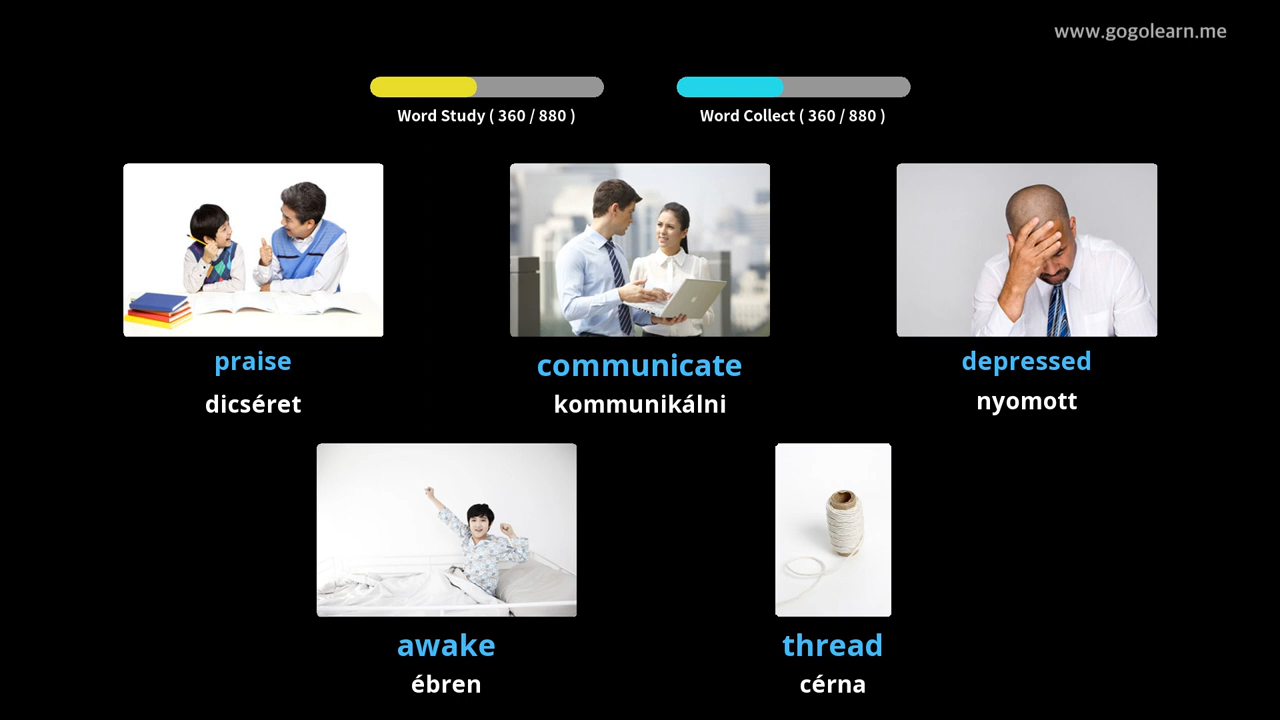 www.gogolearn.me
Word Study ( 360 / 880 )
Word Collect ( 360 / 880 )
praise
dicséret
communicate
kommunikálni
depressed
nyomott
awake
ébren
thread
cérna